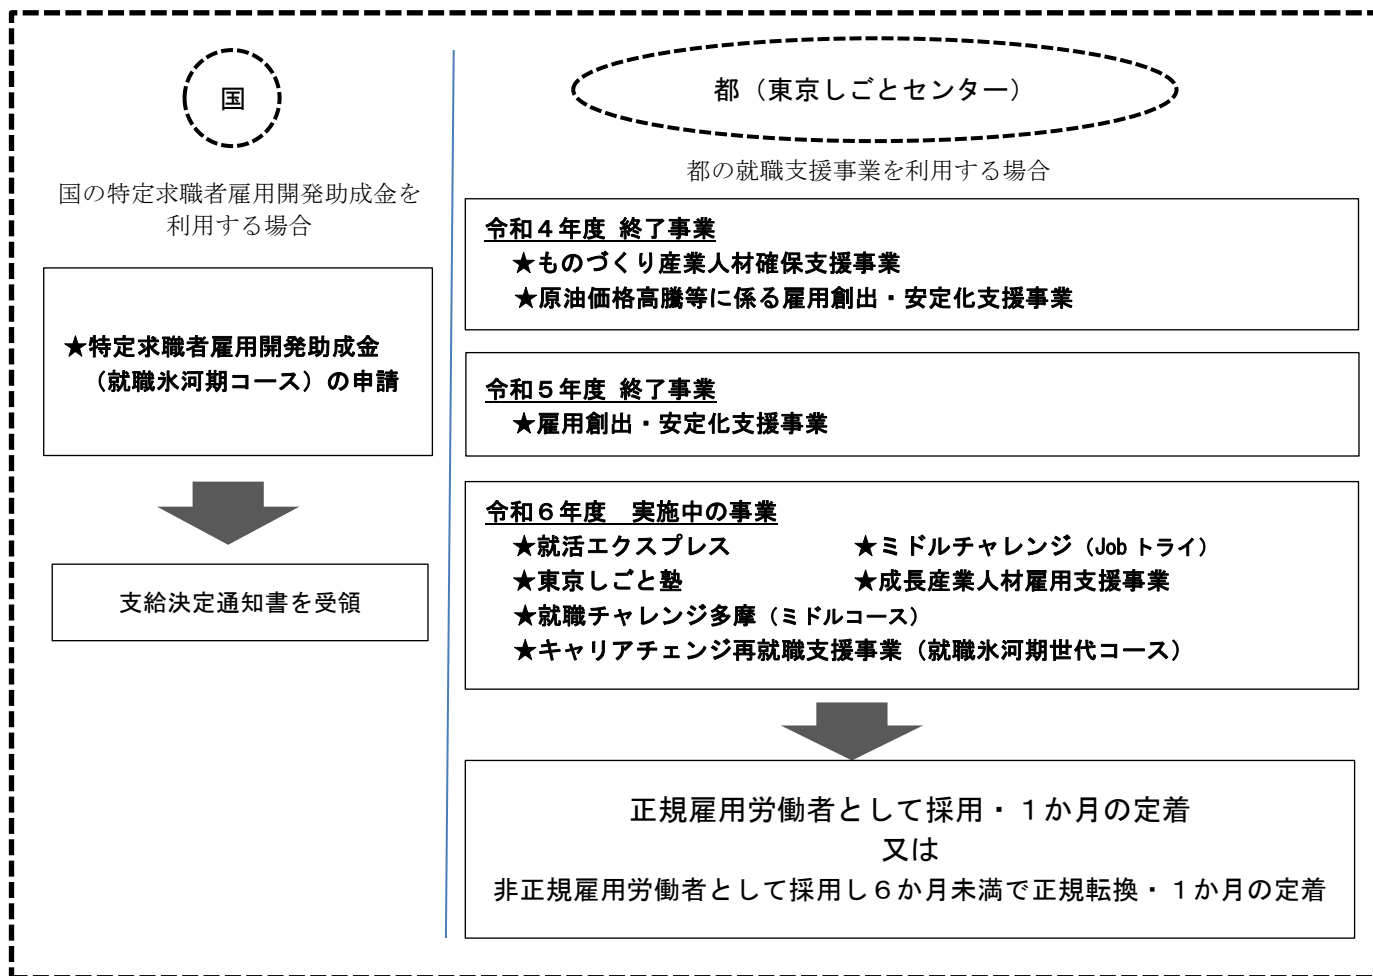 国
国の特定求職者雇用開発助成金を
利用する場合
★特定求職者雇用開発助成金
（就職氷河期コース）の申請
支給決定通知書を受領
都（東京しごとセンター）
都の就職支援事業を利用する場合
令和４年度 終了事業
★ものづくり産業人材確保支援事業
★原油価格高騰等に係る雇用創出・安定化支援事業
令和５年度 終了事業
★雇用創出・安定化支援事業
令和６年度　実施中の事業
★就活エクスプレス　★ミドルチャレンジ（Job トライ）
★東京しごと塾　★成長産業人材雇用支援事業
★就職チャレンジ多摩（ミドルコース）
★キャリアチェンジ再就職支援事業（就職氷河期世代コース）
正規雇用労働者として採用・１か月の定着
又は
非正規雇用労働者として採用し６か月未満で正規転換・１か月の定着